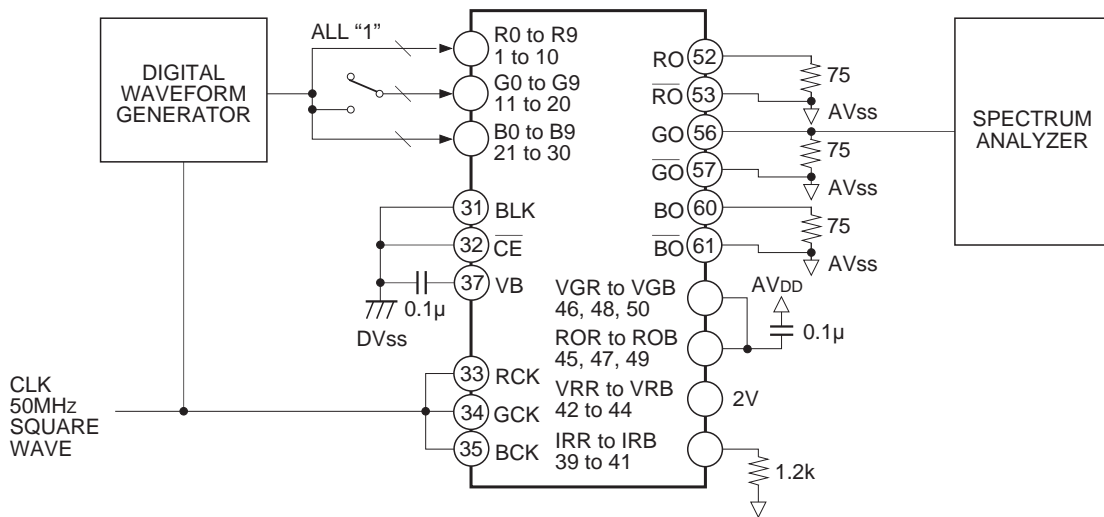 DIGITAL
WAVEFORM
GENERATOR
ALL “1”
R0 to R9
1 to 10
G0 to G9
11 to 20
B0 to B9
21 to 30
31 BLK
32 CE
37 VB
0.1µ
DVss
33 RCK
34 GCK
35 BCK
CLK
50MHz
SQUARE
WAVE
RO 52
75
RO 53
AVss
GO 56
75
GO 57
AVss
BO 60
75
BO 61
AVss
VGR to VGB
46, 48, 50
AVDD
0.1µ
ROR to ROB
45, 47, 49
VRR to VRB
42 to 44
2V
IRR to IRB
39 to 41
1.2k
SPECTRUM
ANALYZER